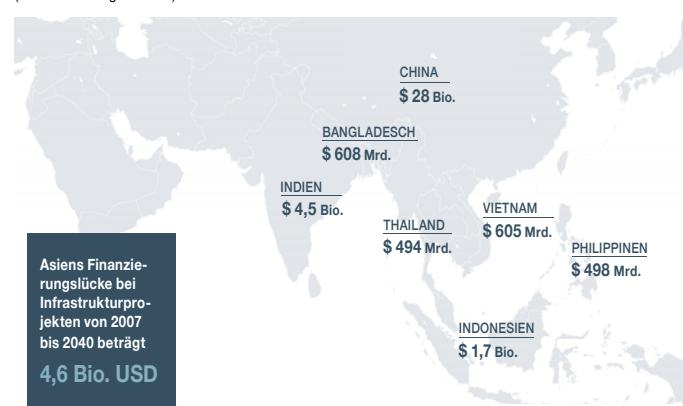 CHINA
$ 28 Bio.
BANGLADESCH
$ 608 Mrd.
INDIEN
$ 4,5 Bio.
VIETNAM
$ 605 Mrd.
THAILAND
$ 494 Mrd.
PHILIPPINEN
$ 498 Mrd.
INDONESIEN
$ 1,7 Bio.
Asiens Finanzie-
rungslücke bei
Infrastrukturpro-
jekten von 2007
bis 2040 beträgt
4,6 Bio. USD